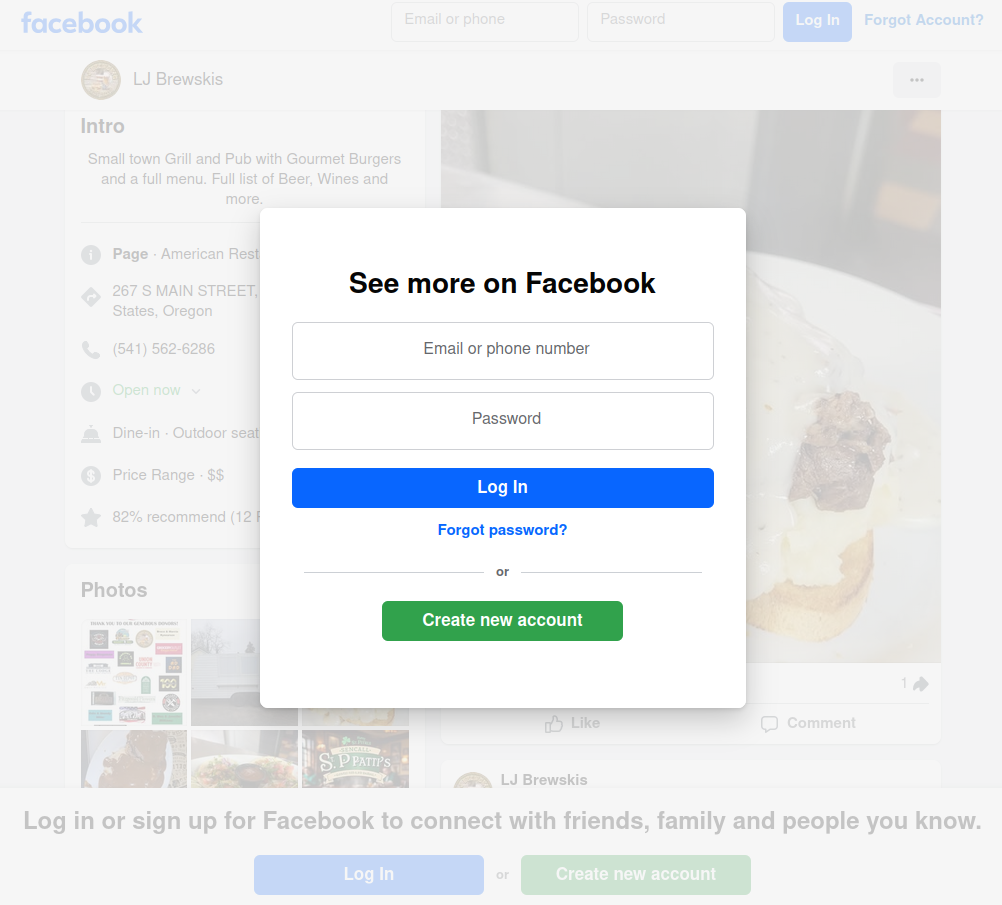 facebook
Email or phone
Password
Log In
Forgot Account?
LJ Brewskis
Intro
Small town Grill and Pub with Gourmet Burgers
and a full menu. Full list of Beer, Wines and
more.
Page · American Rest
267 S MAIN STREET,
States, Oregon
(541) 562-6286
Open now
Dine-in · Outdoor seat
Price Range · $$
82% recommend (12 R
Photos
See more on Facebook
Email or phone number
Password
Log In
Forgot password?
or
Create new account
1
Like
Comment
LJ Brewskis
Log in or sign up for Facebook to connect with friends, family and people you know.
Log In
or
Create new account